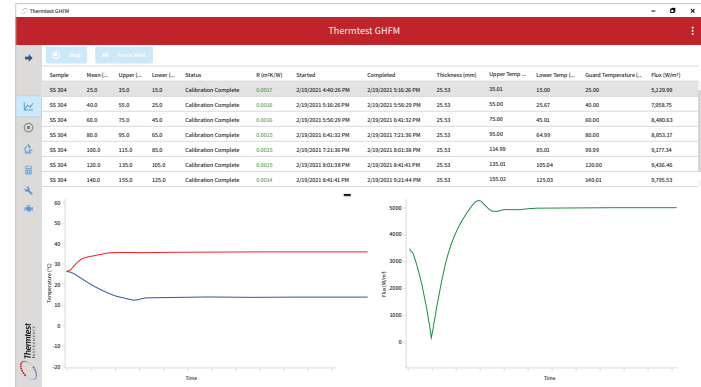 Thermtest GHFM
Thermtest GHFM
Stop Force Next
Sample Mean (... Upper (... Lower (... Status R (m²K/W) Started Completed Thickness (mm) Upper Temp ... Lower Temp (... Guard Temperature (... Flux (W/m²)
SS 304 25.0 35.0 15.0 Calibration Complete 0.0017 2/19/2021 4:40:26 PM 2/19/2021 5:16:26 PM 25.53 35.01 15.00 25.00 5,129.99
SS 304 40.0 55.0 25.0 Calibration Complete 0.0016 2/19/2021 5:16:26 PM 2/19/2021 5:56:29 PM 25.53 55.00 25.67 40.00 7,958.75
SS 304 60.0 75.0 45.0 Calibration Complete 0.0016 2/19/2021 5:56:29 PM 2/19/2021 6:41:32 PM 25.53 75.00 45.01 60.00 8,480.63
SS 304 80.0 95.0 65.0 Calibration Complete 0.0015 2/19/2021 6:41:32 PM 2/19/2021 7:21:36 PM 25.53 95.00 64.99 80.00 8,853.17
SS 304 100.0 115.0 85.0 Calibration Complete 0.0015 2/19/2021 7:21:36 PM 2/19/2021 8:01:38 PM 25.53 114.99 85.01 99.99 9,177.34
SS 304 120.0 135.0 105.0 Calibration Complete 0.0015 2/19/2021 8:01:38 PM 2/19/2021 8:41:41 PM 25.53 135.01 105.04 120.00 9,436.46
SS 304 140.0 155.0 125.0 Calibration Complete 0.0014 2/19/2021 8:41:41 PM 2/19/2021 9:21:44 PM 25.53 155.02 125.03 140.01 9,795.53
60
50
40
30
20
10
0
-10
-20
Temperature (°C)
Time
5000
4000
3000
2000
1000
0
Flux (W/m²)
Time
Thermtest
INSTRUMENTS